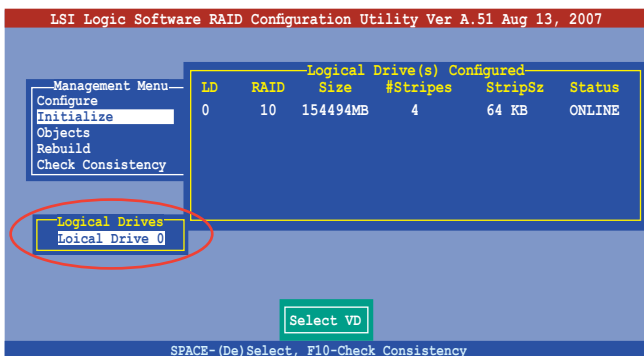 LSI Logic Software RAID Configuration Utility Ver A.51 Aug 13, 2007
Logical Drive(s) Configured
LD RAID Size #Stripes StripSz Status
0 10 154494MB 4 64 KB ONLINE
Management Menu
Configure
Initialize
Objects
Rebuild
Check Consistency
Logical Drives
Loical Drive 0
Select VD
SPACE-(De)Select, F10-Check Consistency